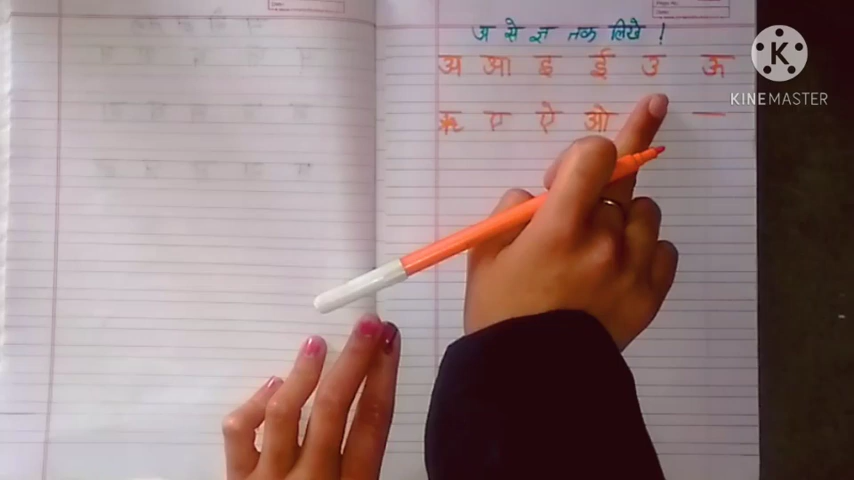 अ से ज्ञ तक लिखे !
अ आ इ ई उ ऊ
ऋ ए ऐ ओ
KINEMASTER